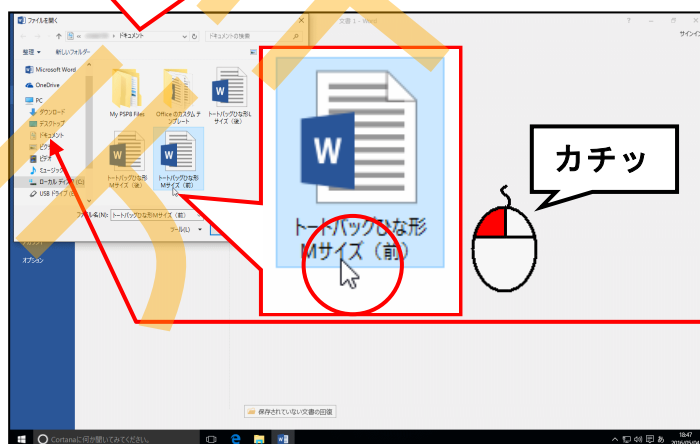 ファイルを開く
文書 1 - Word
サインイン
ドキュメント
ドキュメントの検索
整理
新しいフォルダー
Microsoft Word
OneDrive
PC
ダウンロード
デスクトップ
ドキュメント
ビデオ
ミュージック
ローカル ディスク (C)
USB ドライブ
My PSP8 Files
Office のカスタム テ
ンプレート
トートバッグひな形L
サイズ (後)
トートバッグひな形
Mサイズ (後)
トートバッグひな形
Mサイズ (前)
ファイル名(N):
トートバッグひな形Mサイズ (前)
ツール(L)
アカウント
オプション
W
トートバッグひな形
Mサイズ (前)
カチッ
保存されていない文書の回復
Cortanaに何か聞いてみてください。
18:47